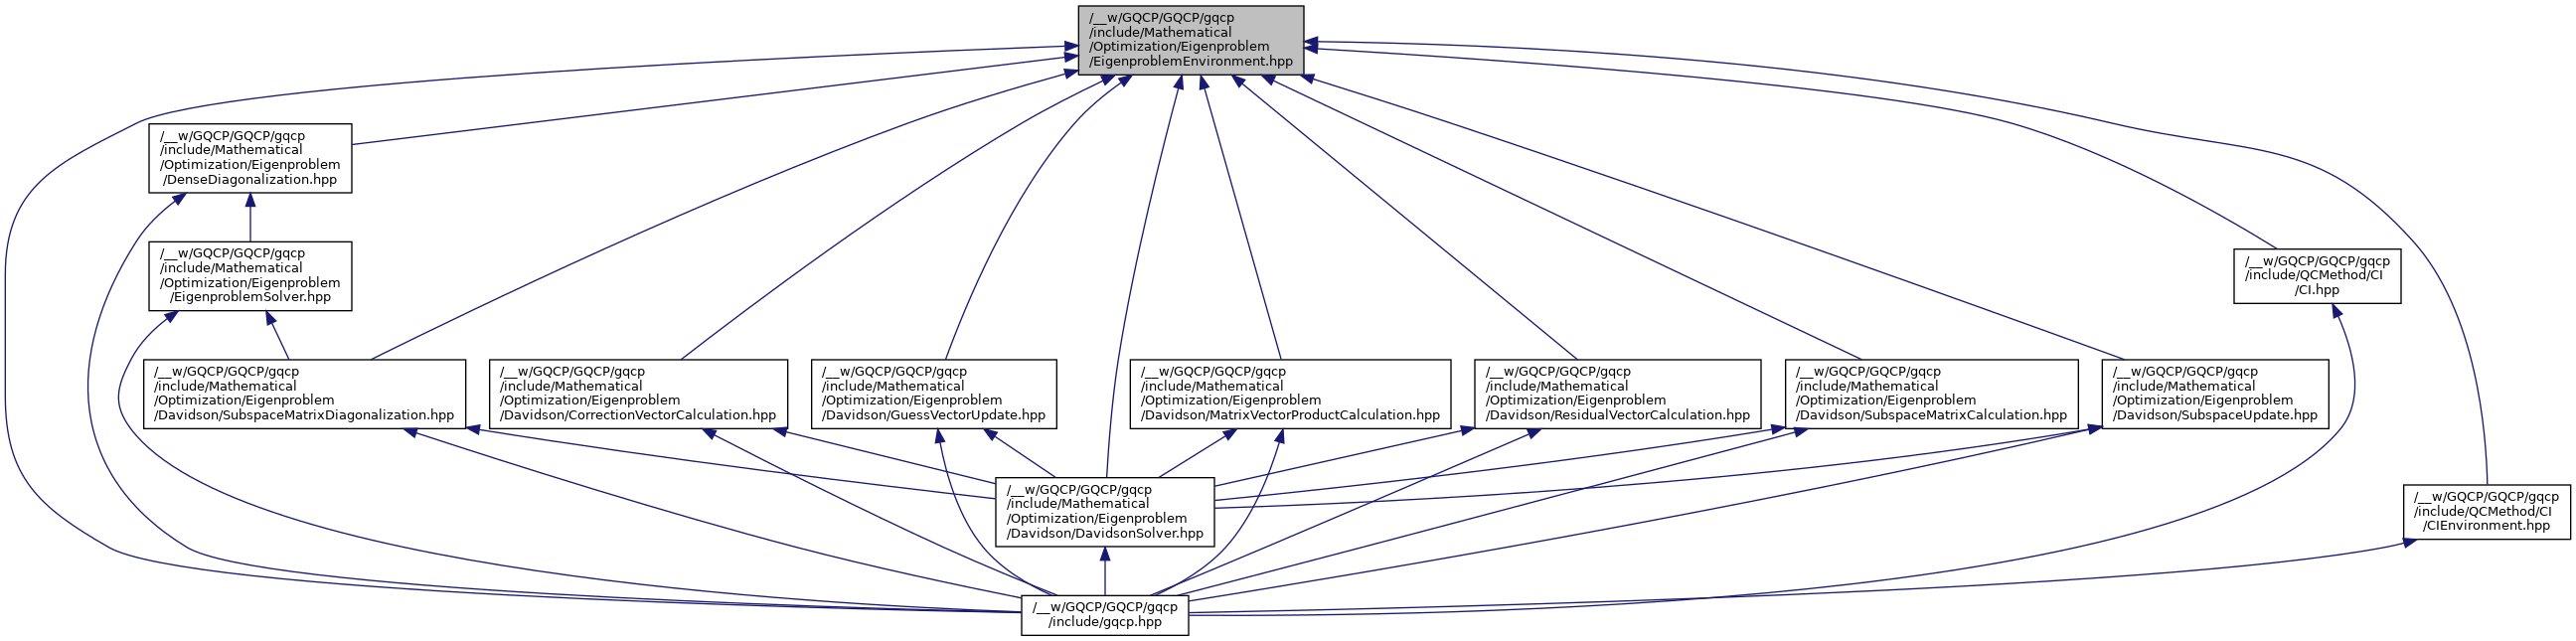 /__w/GQCP/GQCP/gqcp
/include/Mathematical
/Optimization/Eigenproblem
/EigenproblemEnvironment.hpp
/__w/GQCP/GQCP/gqcp
/include/Mathematical
/Optimization/Eigenproblem
/DenseDiagonalization.hpp
/__w/GQCP/GQCP/gqcp
/include/Mathematical
/Optimization/Eigenproblem
/EigenproblemSolver.hpp
/__w/GQCP/GQCP/gqcp
/include/QCMethod/CI
/CI.hpp
/__w/GQCP/GQCP/gqcp
/include/Mathematical
/Optimization/Eigenproblem
/Davidson/SubspaceMatrixDiagonalization.hpp
/__w/GQCP/GQCP/gqcp
/include/Mathematical
/Optimization/Eigenproblem
/Davidson/CorrectionVectorCalculation.hpp
/__w/GQCP/GQCP/gqcp
/include/Mathematical
/Optimization/Eigenproblem
/Davidson/GuessVectorUpdate.hpp
/__w/GQCP/GQCP/gqcp
/include/Mathematical
/Optimization/Eigenproblem
/Davidson/MatrixVectorProductCalculation.hpp
/__w/GQCP/GQCP/gqcp
/include/Mathematical
/Optimization/Eigenproblem
/Davidson/ResidualVectorCalculation.hpp
/__w/GQCP/GQCP/gqcp
/include/Mathematical
/Optimization/Eigenproblem
/Davidson/SubspaceMatrixCalculation.hpp
/__w/GQCP/GQCP/gqcp
/include/Mathematical
/Optimization/Eigenproblem
/Davidson/SubspaceUpdate.hpp
/__w/GQCP/GQCP/gqcp
/include/Mathematical
/Optimization/Eigenproblem
/Davidson/DavidsonSolver.hpp
/__w/GQCP/GQCP/gqcp
/include/QCMethod/CI
/CIEnvironment.hpp
/__w/GQCP/GQCP/gqcp
/include/gqcp.hpp